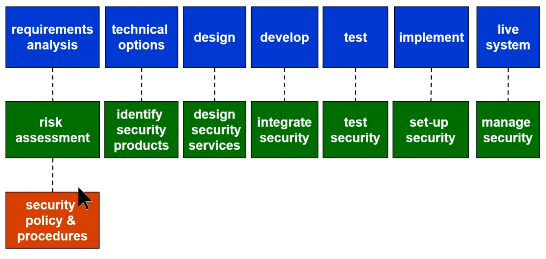 requirements
analysis
technical
options
design
develop
test
implement
live
system
risk
assessment
identify
security
products
design
security
services
integrate
security
test
security
set-up
security
manage
security
security
policy &
procedures